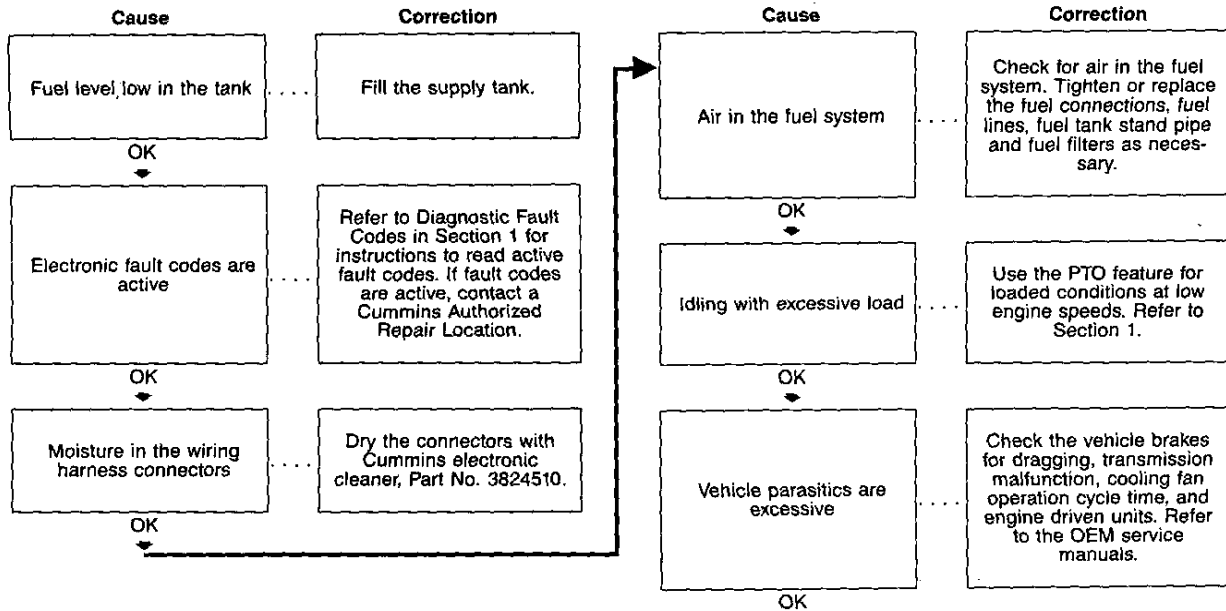 Cause
Correction
Fuel level low in the tank
Fill the supply tank.
OK
Electronic fault codes are
active
Refer to Diagnostic Fault
Codes in Section 1 for
instructions to read active
fault codes. If fault codes
are active, contact a
Cummins Authorized
Repair Location.
OK
Moisture in the wiring
harness connectors
Dry the connectors with
Cummins electronic
cleaner, Part No. 3824510.
OK
Cause
Correction
Air in the fuel system
Check for air in the fuel
system. Tighten or replace
the fuel connections, fuel
lines, fuel tank stand pipe
and fuel filters as neces-
sary.
OK
Idling with excessive load
Use the PTO feature for
loaded conditions at low
engine speeds. Refer to
Section 1.
OK
Vehicle parasitics are
excessive
Check the vehicle brakes
for dragging, transmission
malfunction, cooling fan
operation cycle time, and
engine driven units. Refer
to the OEM service
manuals.
OK